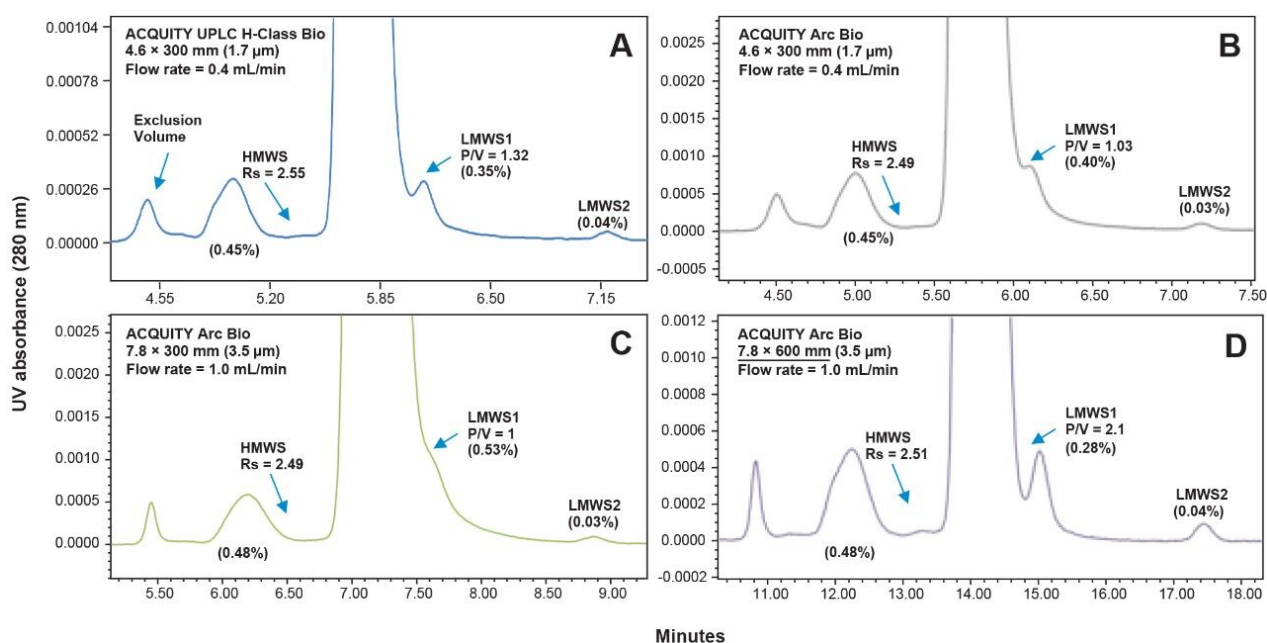 UV absorbance (280 nm)
A
ACQUITY UPLC H-Class Bio
4.6 × 300 mm (1.7 µm)
Flow rate = 0.4 mL/min
Exclusion
Volume
HMWS
Rs = 2.55
(0.45%)
LMWS1
P/V = 1.32
(0.35%)
LMWS2
(0.04%)
0.00104
0.00078
0.00052
0.00026
0.00000
4.55 5.20 5.85 6.50 7.15
B
ACQUITY Arc Bio
4.6 × 300 mm (1.7 µm)
Flow rate = 0.4 mL/min
HMWS
Rs = 2.49
(0.45%)
LMWS1
P/V = 1.03
(0.40%)
LMWS2
(0.03%)
0.0025
0.0020
0.0015
0.0010
0.0005
0.0000
-0.0005
4.50 5.00 5.50 6.00 6.50 7.00 7.50
C
ACQUITY Arc Bio
7.8 × 300 mm (3.5 µm)
Flow rate = 1.0 mL/min
HMWS
Rs = 2.49
(0.48%)
LMWS1
P/V = 1
(0.53%)
LMWS2
(0.03%)
0.0025
0.0020
0.0015
0.0010
0.0005
0.0000
5.50 6.00 6.50 7.00 7.50 8.00 8.50 9.00
D
ACQUITY Arc Bio
7.8 × 600 mm (3.5 µm)
Flow rate = 1.0 mL/min
HMWS
Rs = 2.51
(0.48%)
LMWS1
P/V = 2.1
(0.28%)
LMWS2
(0.04%)
0.0012
0.0010
0.0008
0.0006
0.0004
0.0002
0.0000
-0.0002
11.00 12.00 13.00 14.00 15.00 16.00 17.00 18.00
Minutes